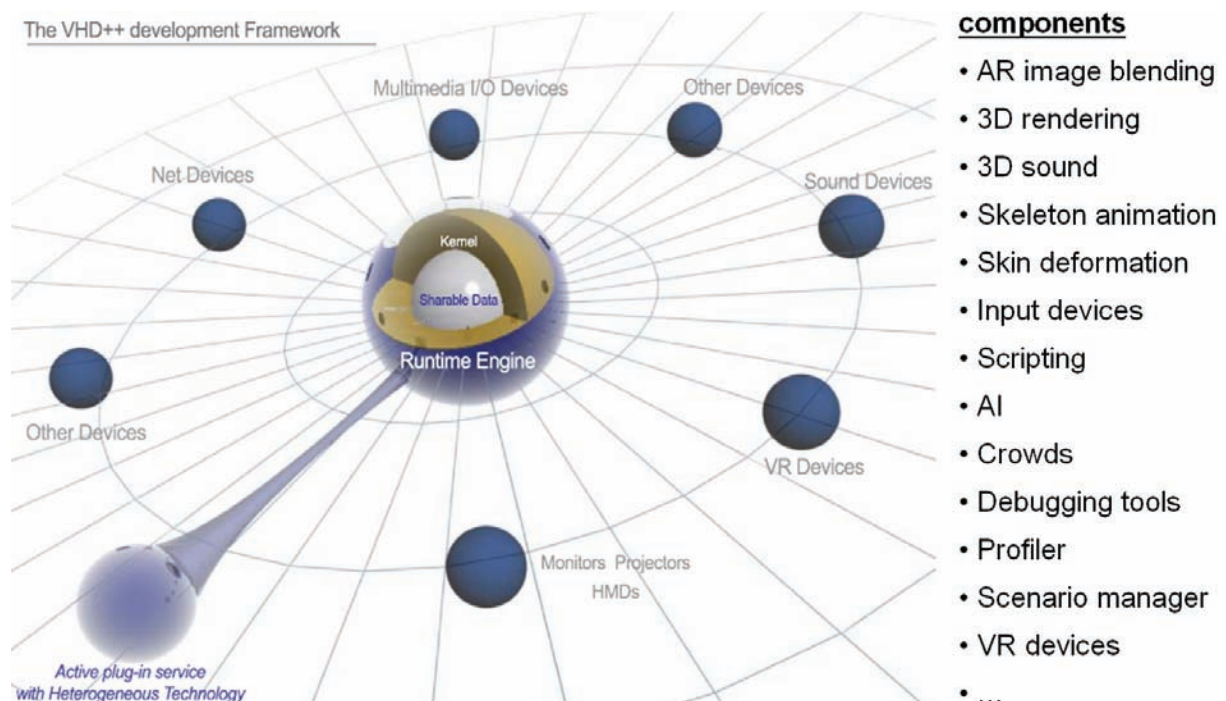 The VHD++ development Framework
Multimedia I/O Devices
Other Devices
Net Devices
Sound Devices
Kernel
Sharable Data
Runtime Engine
Other Devices
VR Devices
Monitors Projectors
HMDs
Active plug-in service
with Heterogeneous Technology
components
• AR image blending
• 3D rendering
• 3D sound
• Skeleton animation
• Skin deformation
• Input devices
• Scripting
• AI
• Crowds
• Debugging tools
• Profiler
• Scenario manager
• VR devices
• ...